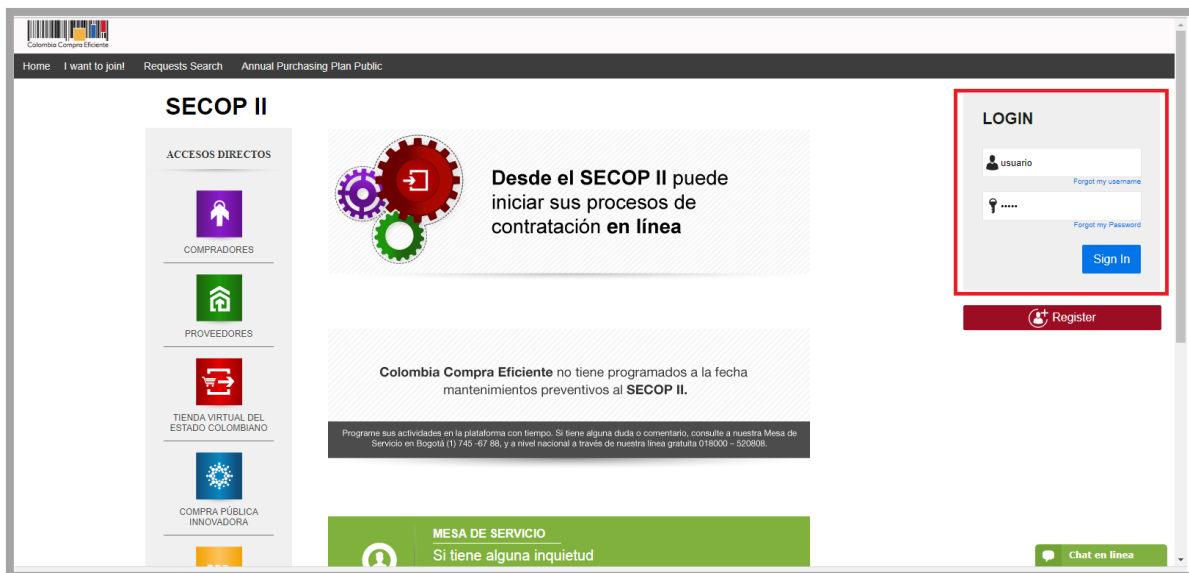 Colombia Compra Eficiente
Home I want to join! Requests Search Annual Purchasing Plan Public
SECOP II
ACCESOS DIRECTOS
COMPRADORES
PROVEEDORES
TIENDA VIRTUAL DEL
ESTADO COLOMBIANO
COMPRA PÚBLICA
INNOVADORA
Desde el SECOP II puede
iniciar sus procesos de
contratación en línea
Colombia Compra Eficiente no tiene programados a la fecha
mantenimientos preventivos al SECOP II.
Programe sus actividades en la plataforma con tiempo. Si tiene alguna duda o comentario, consulte a nuestra Mesa de
Servicio en Bogotá (1) 745 -67 88, y a nivel nacional a través de nuestra línea gratuita 018000 – 520808.
MESA DE SERVICIO
Si tiene alguna inquietud
LOGIN
usuario
Forgot my username
•••••
Forgot my Password
Sign In
Register
Chat en línea